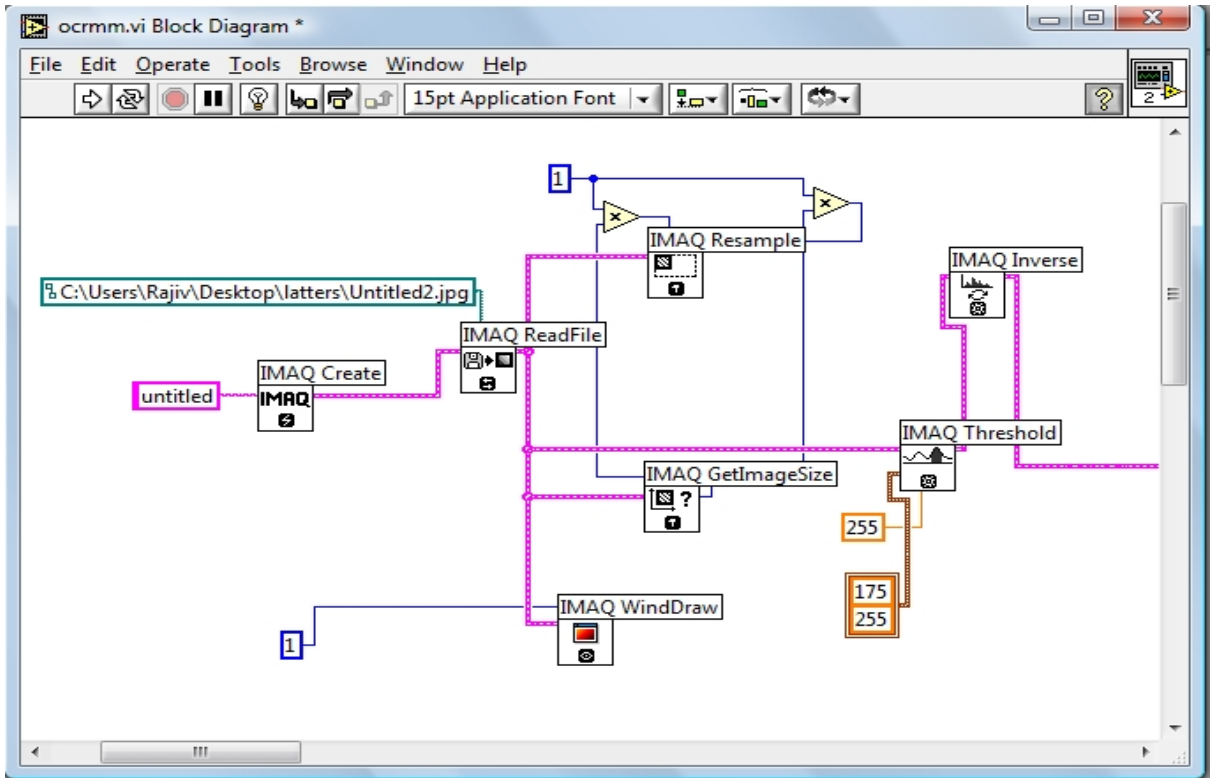 ocrmm.vi Block Diagram *
File Edit Operate Tools Browse Window Help
15pt Application Font
?
2
1
x
x
IMAQ Resample
IMAQ Inverse
C:\Users\Rajiv\Desktop\latters\Untitled2.jpg
IMAQ ReadFile
IMAQ Create
untitled
IMAQ
IMAQ Threshold
IMAQ GetImageSize
?
255
175
255
IMAQ WindDraw
1